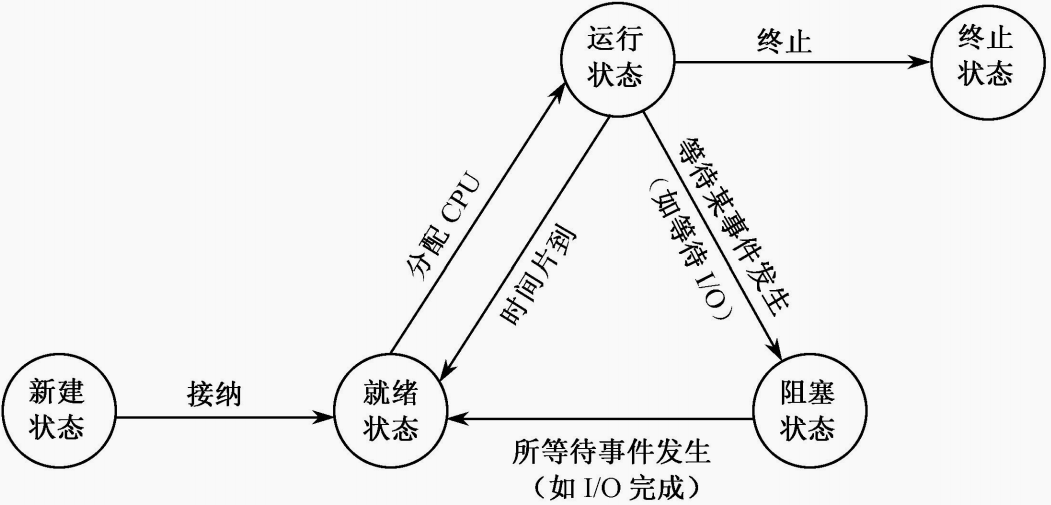 运行
状态
终止
终止
状态
分配 CPU
时间片到
等待某事件发生
（如等待 I/O）
新建
状态
接纳
就绪
状态
阻塞
状态
所等待事件发生
（如 I/O 完成）